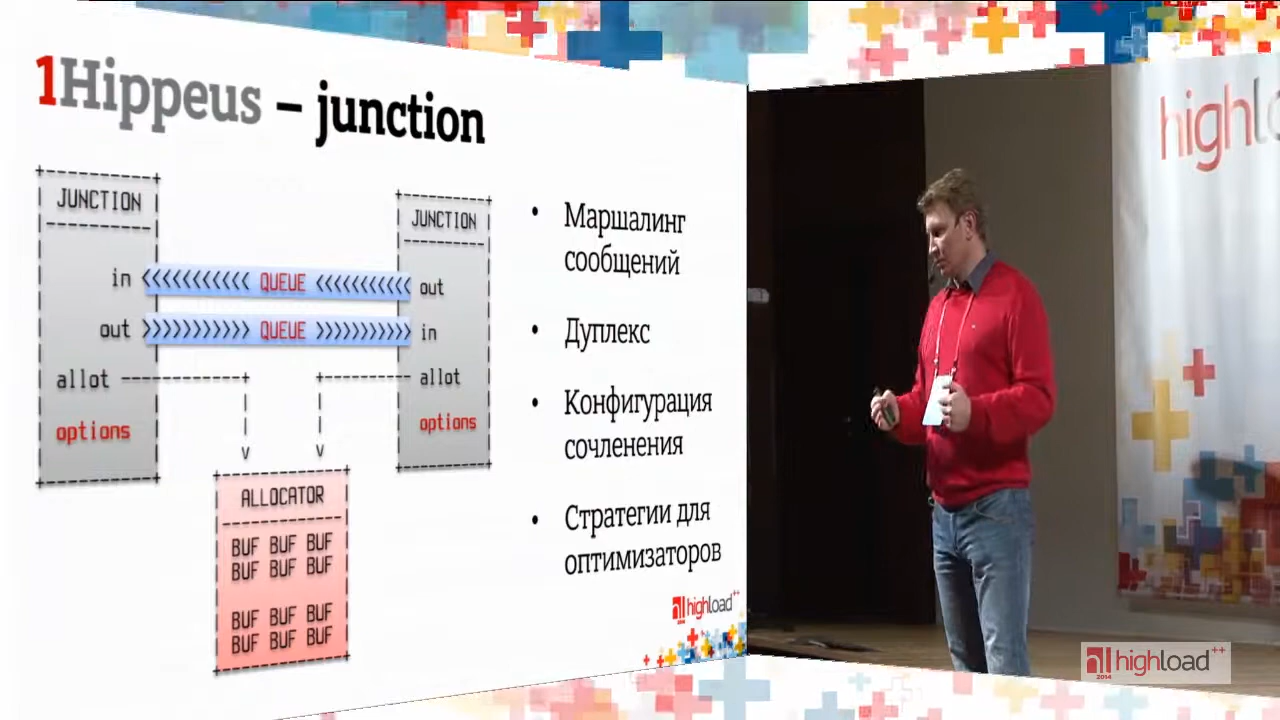 1Hippeus – junction
JUNCTION
in
out
allot
options
QUEUE
QUEUE
JUNCTION
out
in
allot
options
ALLOCATOR
BUF BUF BUF
BUF BUF BUF
BUF BUF BUF
BUF BUF BUF
• Маршалинг
сообщений
• Дуплекс
• Конфигурация
сочленения
• Стратегии для
оптимизаторов
highload++
highlo
highload++
2014